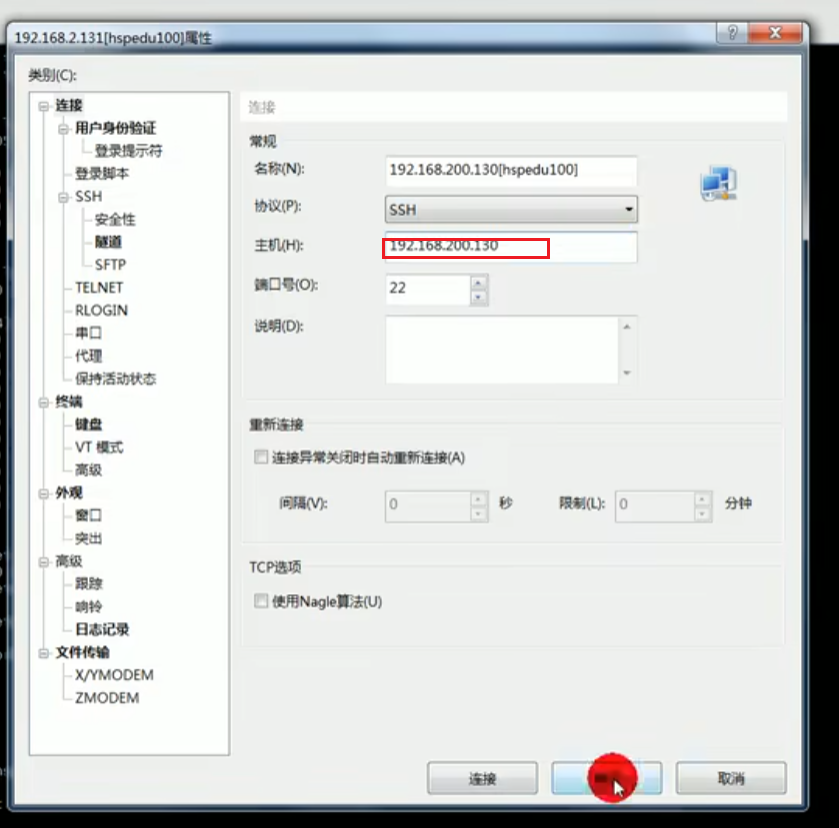 192.168.2.131[hspedu100]属性
类别(C):
连接
用户身份验证
登录提示符
登录脚本
SSH
安全性
隧道
SFTP
TELNET
RLOGIN
串口
代理
保持活动状态
终端
键盘
VT 模式
高级
外观
窗口
突出
高级
跟踪
响铃
日志记录
文件传输
X/YMODEM
ZMODEM
连接
常规
名称(N): 192.168.200.130[hspedu100]
协议(P): SSH
主机(H): 192.168.200.130
端口号(O): 22
说明(D):
重新连接
连接异常关闭时自动重新连接(A)
间隔(V): 0 秒 限制(L): 0 分钟
TCP选项
使用Nagle算法(U)
连接 取消